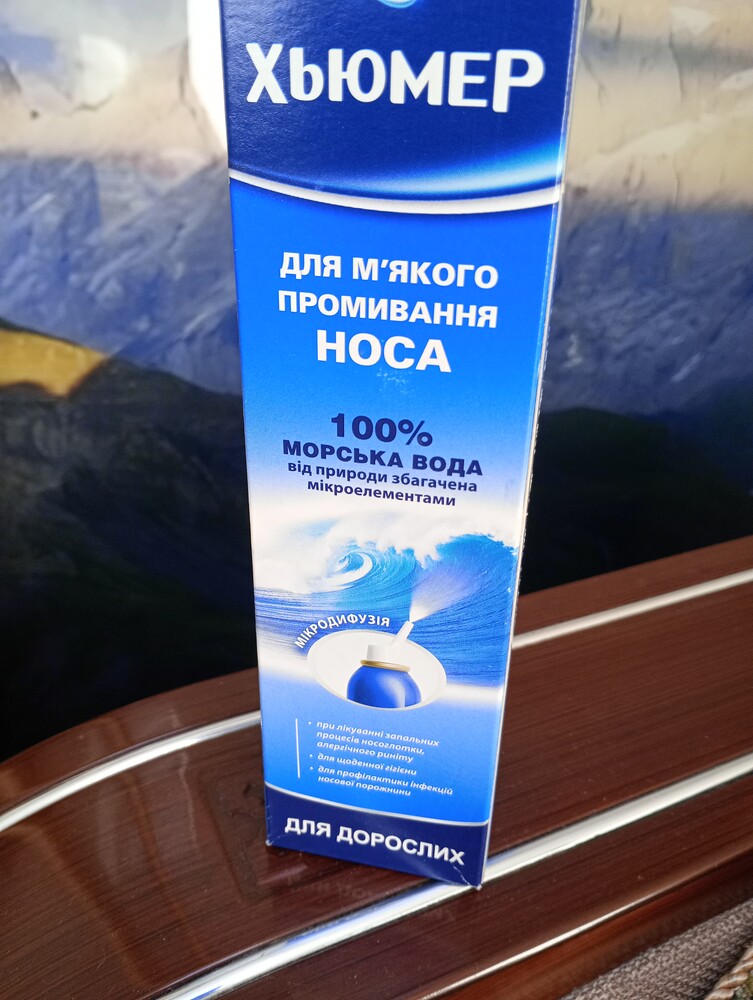 ХЬЮМЕР
ДЛЯ М'ЯКОГО
ПРОМИВАННЯ
НОСА
100%
МОРСЬКА ВОДА
від природи збагачена
мікроелементами
МІКРОДИФУЗІЯ
• при лікуванні запальних
процесів носоглотки,
алергічного риніту
• для щоденної гігієни
• для профілактики інфекцій
носової порожнини
ДЛЯ ДОРОСЛИХ